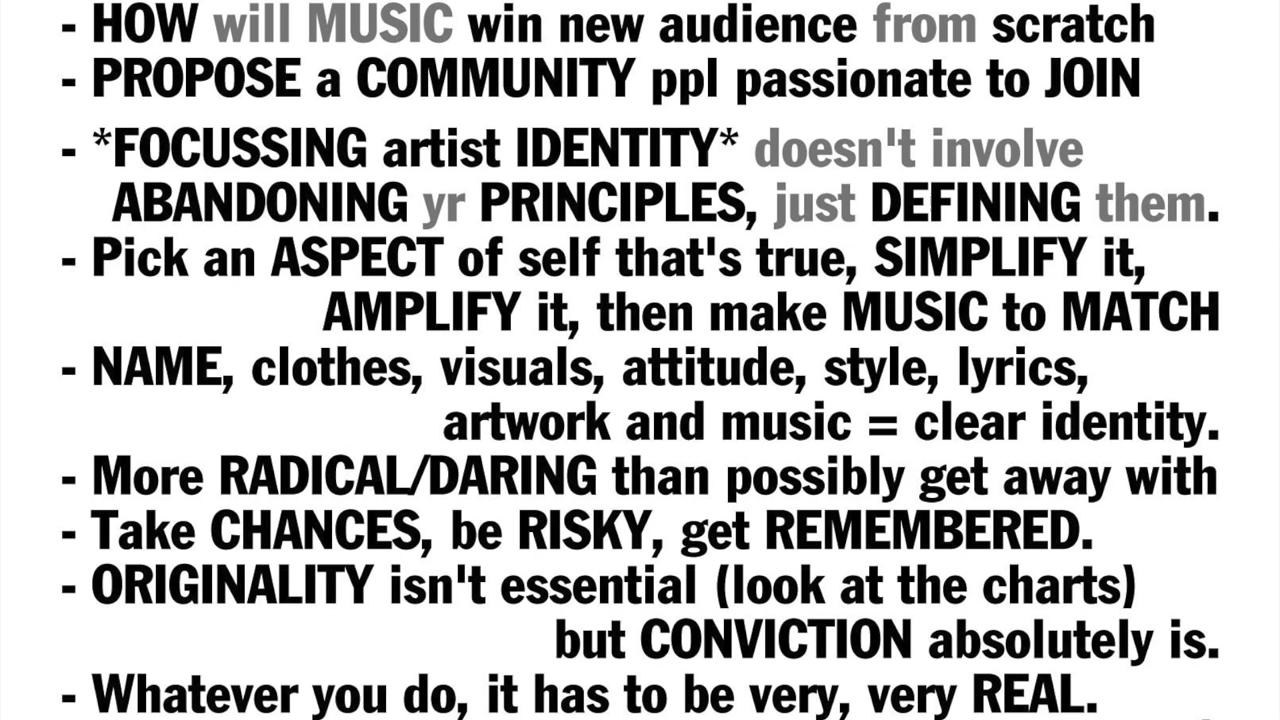 - HOW will MUSIC win new audience from scratch
- PROPOSE a COMMUNITY ppl passionate to JOIN
- *FOCUSSING artist IDENTITY* doesn't involve
ABANDONING yr PRINCIPLES, just DEFINING them.
- Pick an ASPECT of self that's true, SIMPLIFY it,
AMPLIFY it, then make MUSIC to MATCH
- NAME, clothes, visuals, attitude, style, lyrics,
artwork and music = clear identity.
- More RADICAL/DARING than possibly get away with
- Take CHANCES, be RISKY, get REMEMBERED.
- ORIGINALITY isn't essential (look at the charts)
but CONVICTION absolutely is.
- Whatever you do, it has to be very, very REAL.